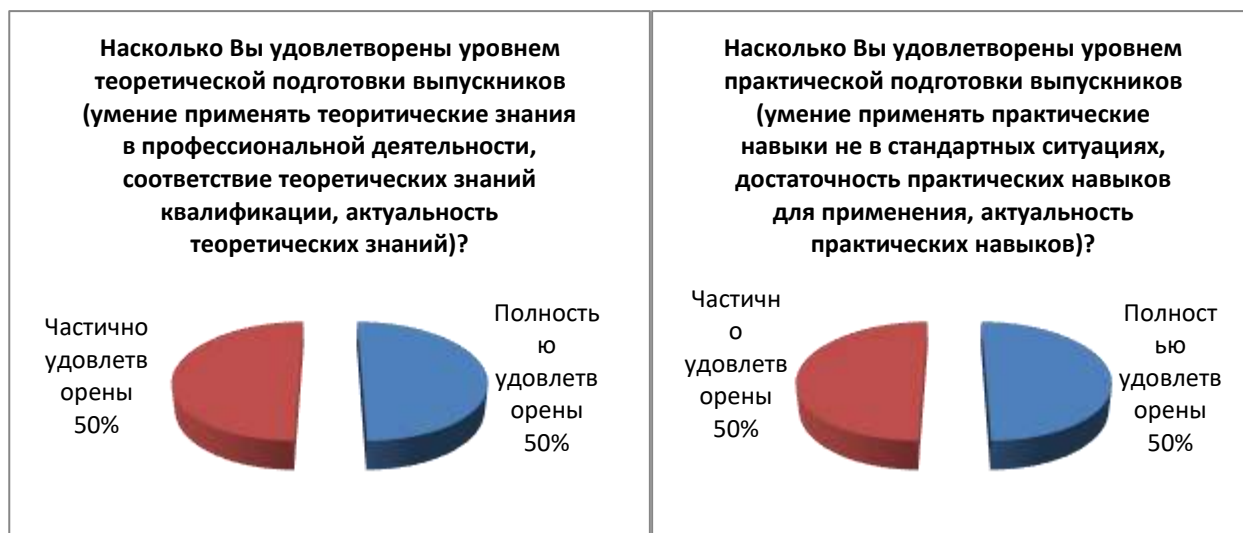 Насколько Вы удовлетворены уровнем
теоретической подготовки выпускников
(умение применять теоритические знания
в профессиональной деятельности,
соответствие теоретических знаний
квалификации, актуальность
теоретических знаний)?
Частично
удовлетв
орены
50%
Полность
ю
удовлетв
орены
50%
Насколько Вы удовлетворены уровнем
практической подготовки выпускников
(умение применять практические
навыки не в стандартных ситуациях,
достаточность практических навыков
для применения, актуальность
практических навыков)?
Частичн
о
удовлетв
орены
50%
Полност
ью
удовлетв
орены
50%